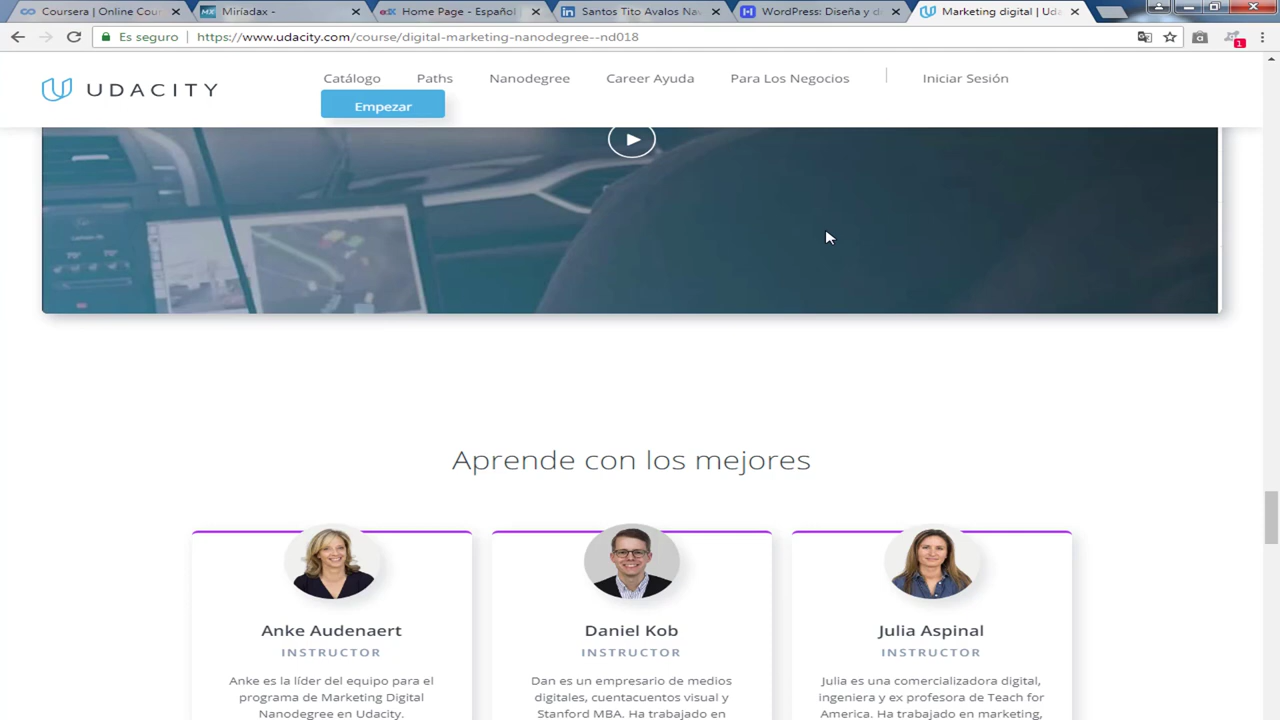 Coursera | Online Cour
Miríadax -
Home Page - Español
Santos Tito Avalos Na
WordPress: Diseña y d
Marketing digital | Uda
Es seguro
https://www.udacity.com/course/digital-marketing-nanodegree--nd018
1
UDACITY
Catálogo
Paths
Nanodegree
Career Ayuda
Para Los Negocios
Iniciar Sesión
Empezar
Aprende con los mejores
Anke Audenaert
INSTRUCTOR
Anke es la líder del equipo para el
programa de Marketing Digital
Nanodegree en Udacity.
Daniel Kob
INSTRUCTOR
Dan es un empresario de medios
digitales, cuentacuentos visual y
Stanford MBA. Ha trabajado en
Julia Aspinal
INSTRUCTOR
Julia es una comercializadora digital,
ingeniera y ex profesora de Teach for
America. Ha trabajado en marketing,